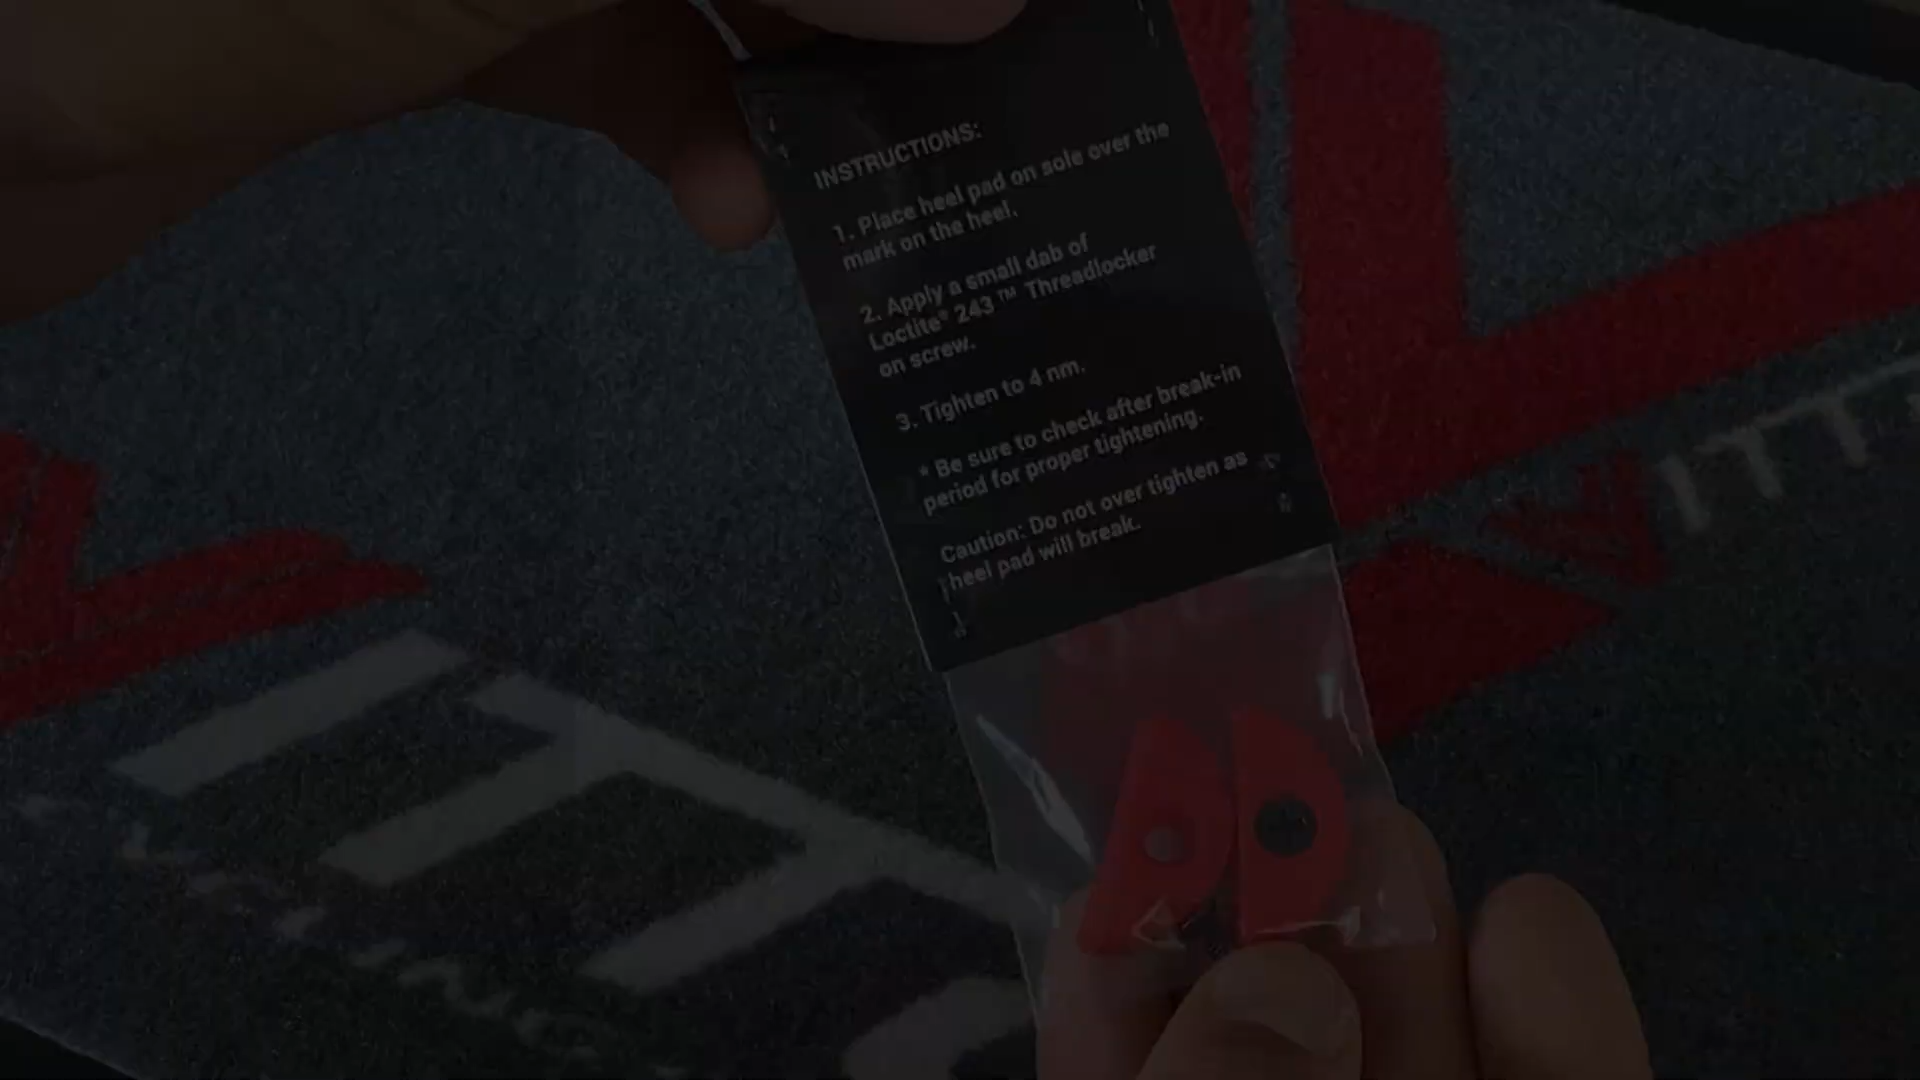 INSTRUCTIONS:
1. Place heel pad on sole over the
mark on the heel.
2. Apply a small dab of
Loctite® 243™ Threadlocker
on screw.
3. Tighten to 4 nm.
* Be sure to check after break-in
period for proper tightening.
Caution: Do not over tighten as
heel pad will break.